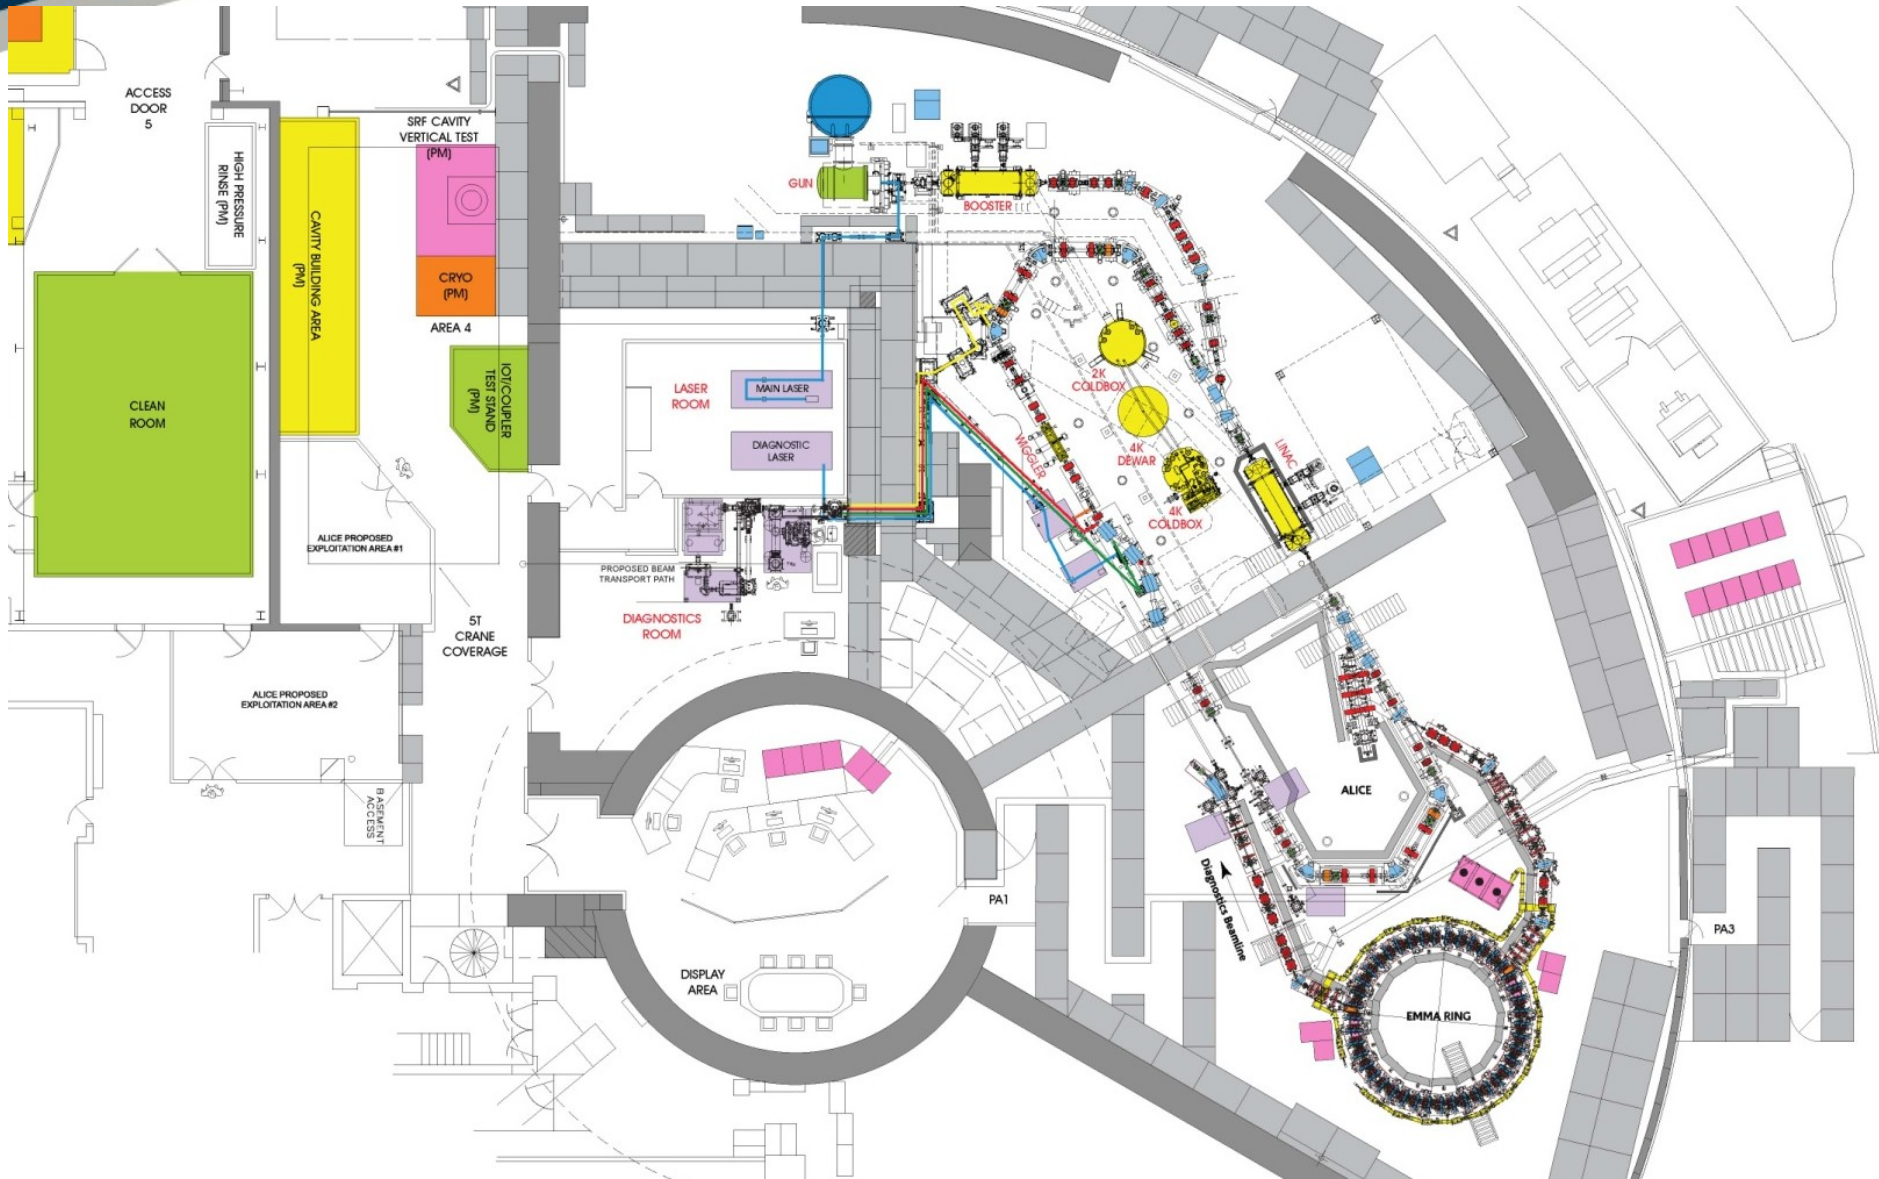 ACCESS
DOOR
5
HIGH PRESSURE
RINSE (PM)
SRF CAVITY
VERTICAL TEST
(PM)
CAVITY BUILDING AREA
(PM)
CRYO
(PM)
AREA 4
IOT/COUPLER
TEST STAND
(PM)
CLEAN
ROOM
ALICE PROPOSED
EXPLOITATION AREA #1
ALICE PROPOSED
EXPLOITATION AREA #2
5T
CRANE
COVERAGE
BASEMENT
ACCESS
GUN
BOOSTER
LASER
ROOM
MAIN LASER
DIAGNOSTIC
LASER
PROPOSED BEAM
TRANSPORT PATH
DIAGNOSTICS
ROOM
2K
COLDBOX
4K
DEWAR
4K
COLDBOX
WIGGLER
LINAC
ALICE
Diagnostics Beamline
EMMA RING
DISPLAY
AREA
PA1
PA3